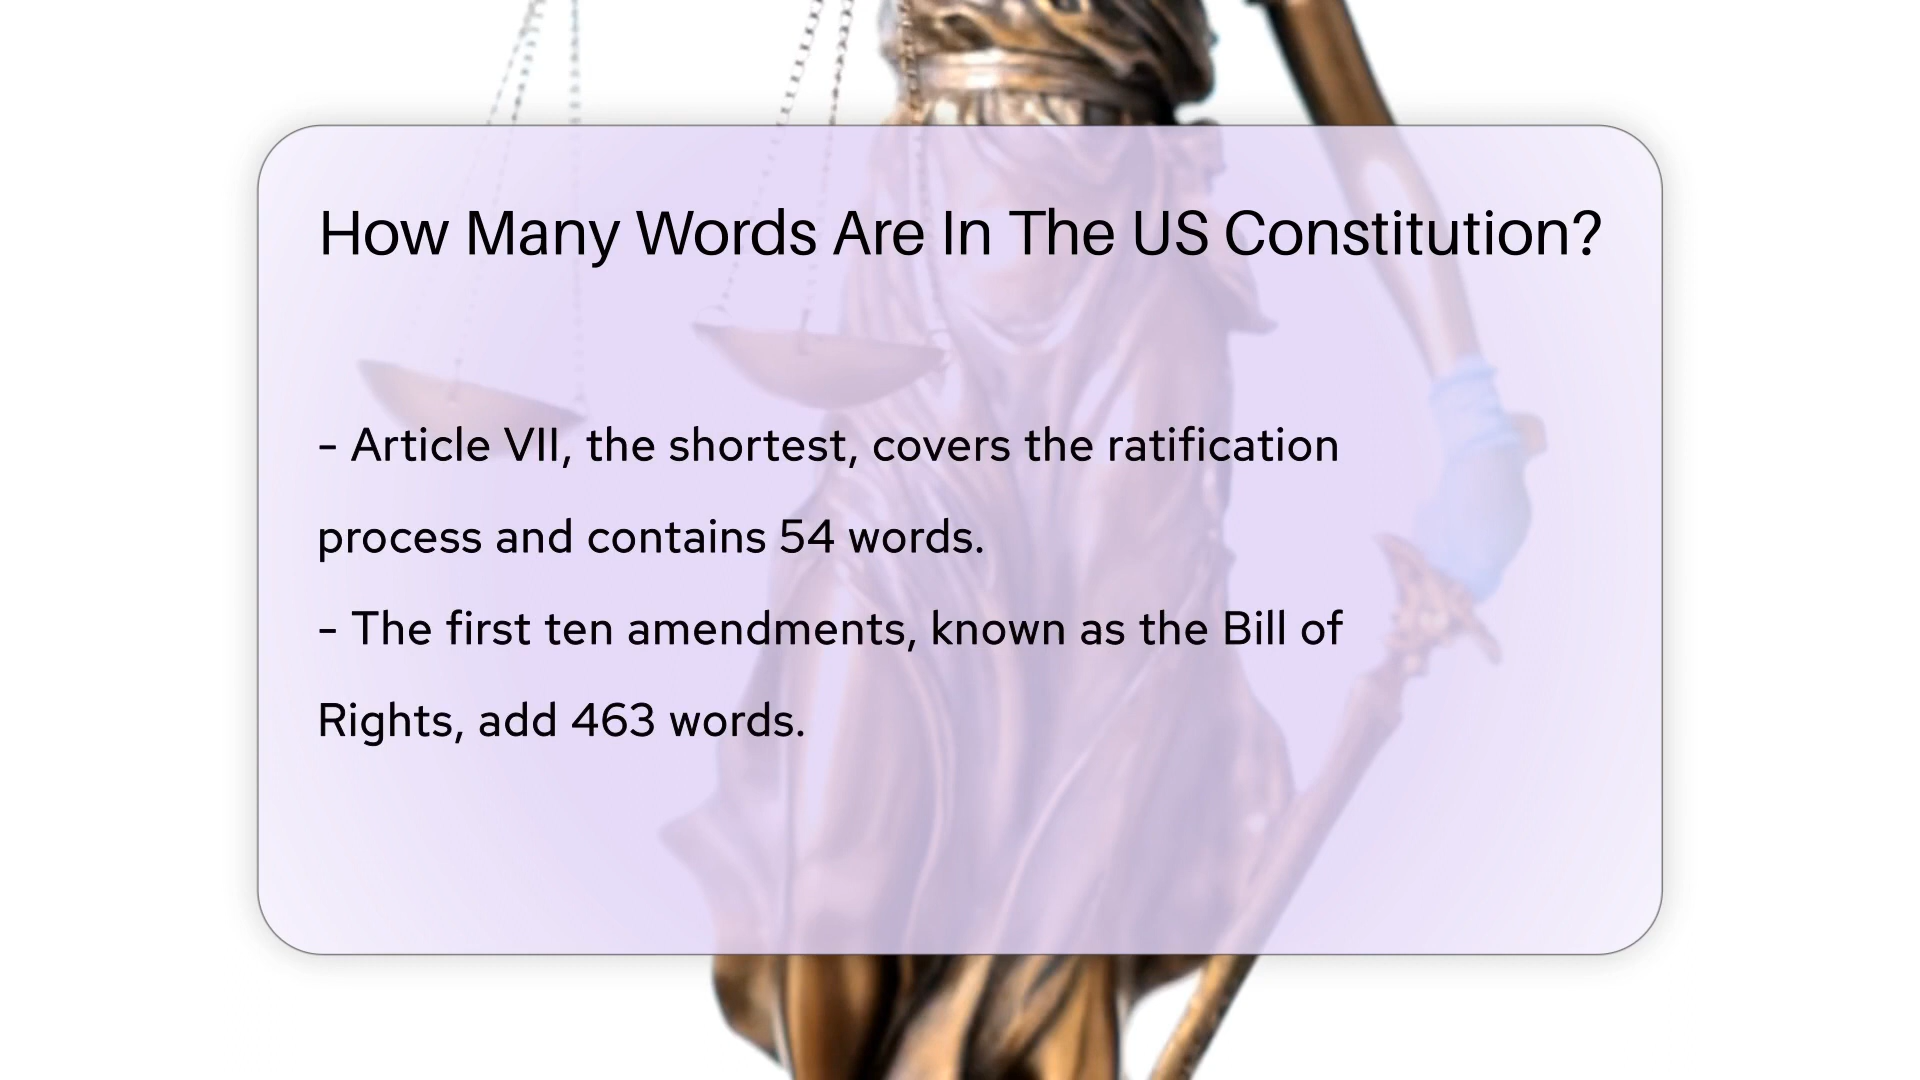 How Many Words Are In The US Constitution?
- Article VII, the shortest, covers the ratification
process and contains 54 words.
- The first ten amendments, known as the Bill of
Rights, add 463 words.